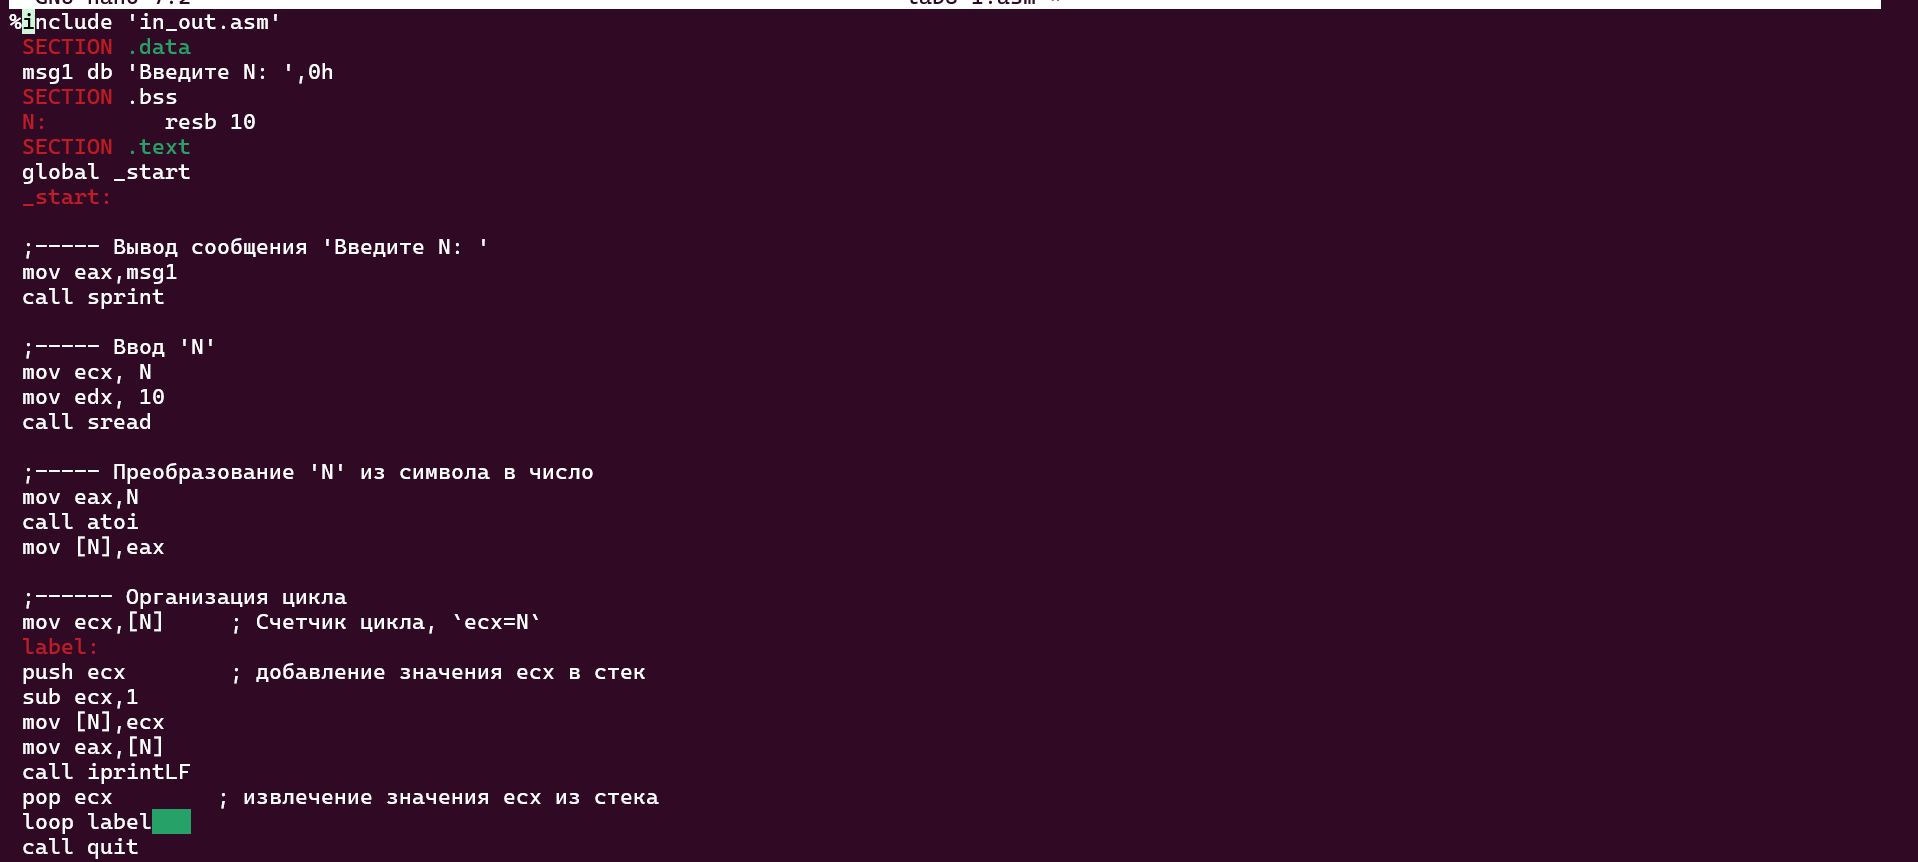 %include 'in_out.asm'
SECTION .data
msg1 db 'Введите N: ',0h
SECTION .bss
N: resb 10
SECTION .text
global _start
_start:
;----- Вывод сообщения 'Введите N: '
mov eax,msg1
call sprint
;----- Ввод 'N'
mov ecx, N
mov edx, 10
call sread
;----- Преобразование 'N' из символа в число
mov eax,N
call atoi
mov [N],eax
;------ Организация цикла
mov ecx,[N] ; Счетчик цикла, `ecx=N`
label:
push ecx ; добавление значения ecx в стек
sub ecx,1
mov [N],ecx
mov eax,[N]
call iprintLF
pop ecx ; извлечение значения ecx из стека
loop label
call quit